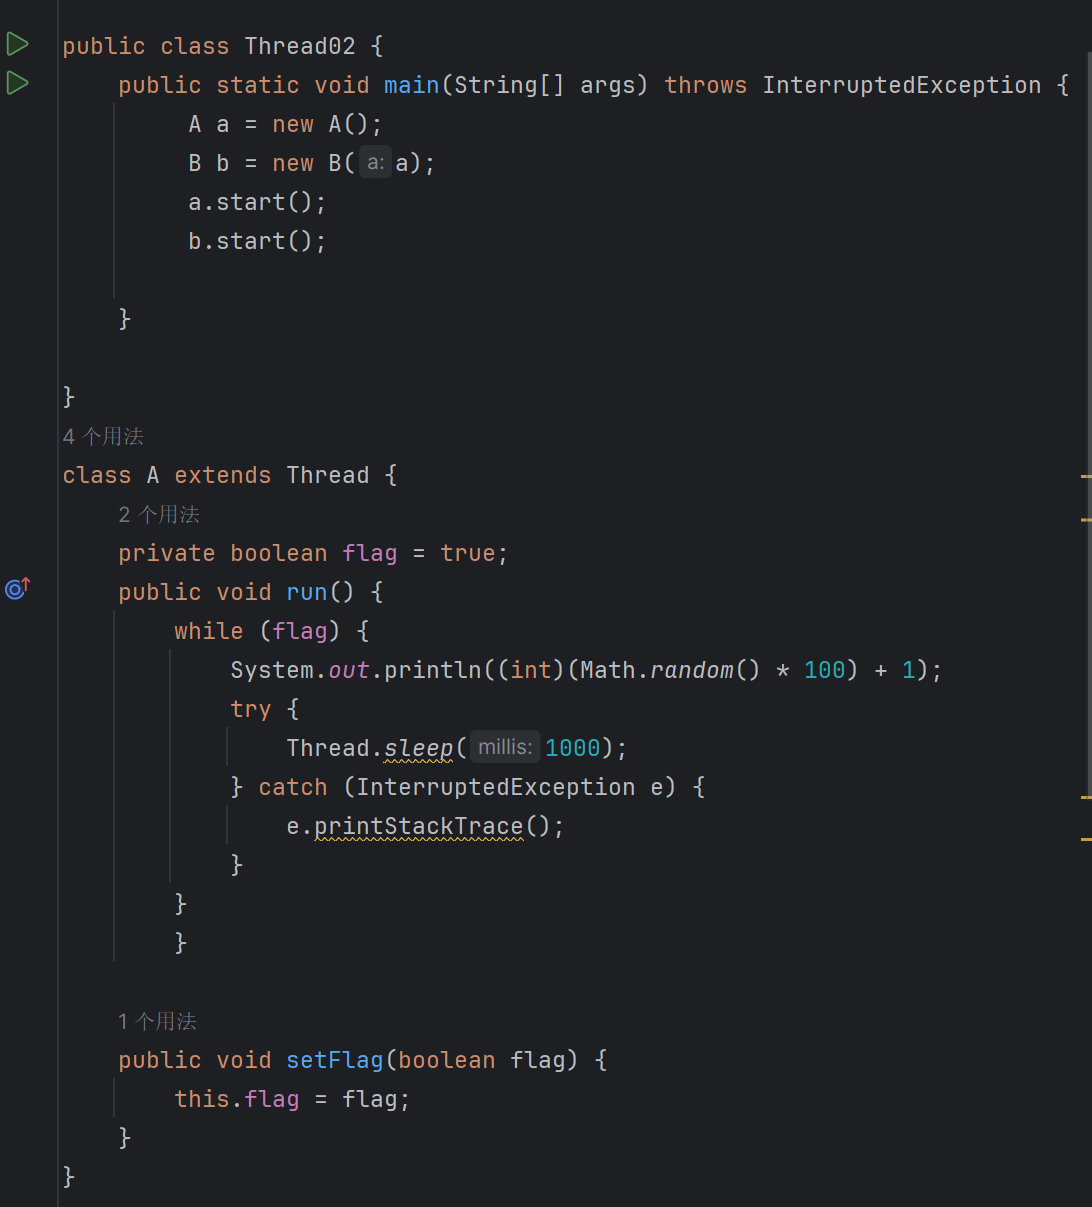 public class Thread02 {
    public static void main(String[] args) throws InterruptedException {
         A a = new A();
         B b = new B( a: a);
         a.start();
         b.start();
    }
}
4 个用法
class A extends Thread {
    2 个用法
    private boolean flag = true;
    public void run() {
        while (flag) {
            System.out.println((int)(Math.random() * 100) + 1);
            try {
                Thread.sleep( millis: 1000);
            } catch (InterruptedException e) {
                e.printStackTrace();
            }
        }
        }
    1 个用法
    public void setFlag(boolean flag) {
        this.flag = flag;
    }
}